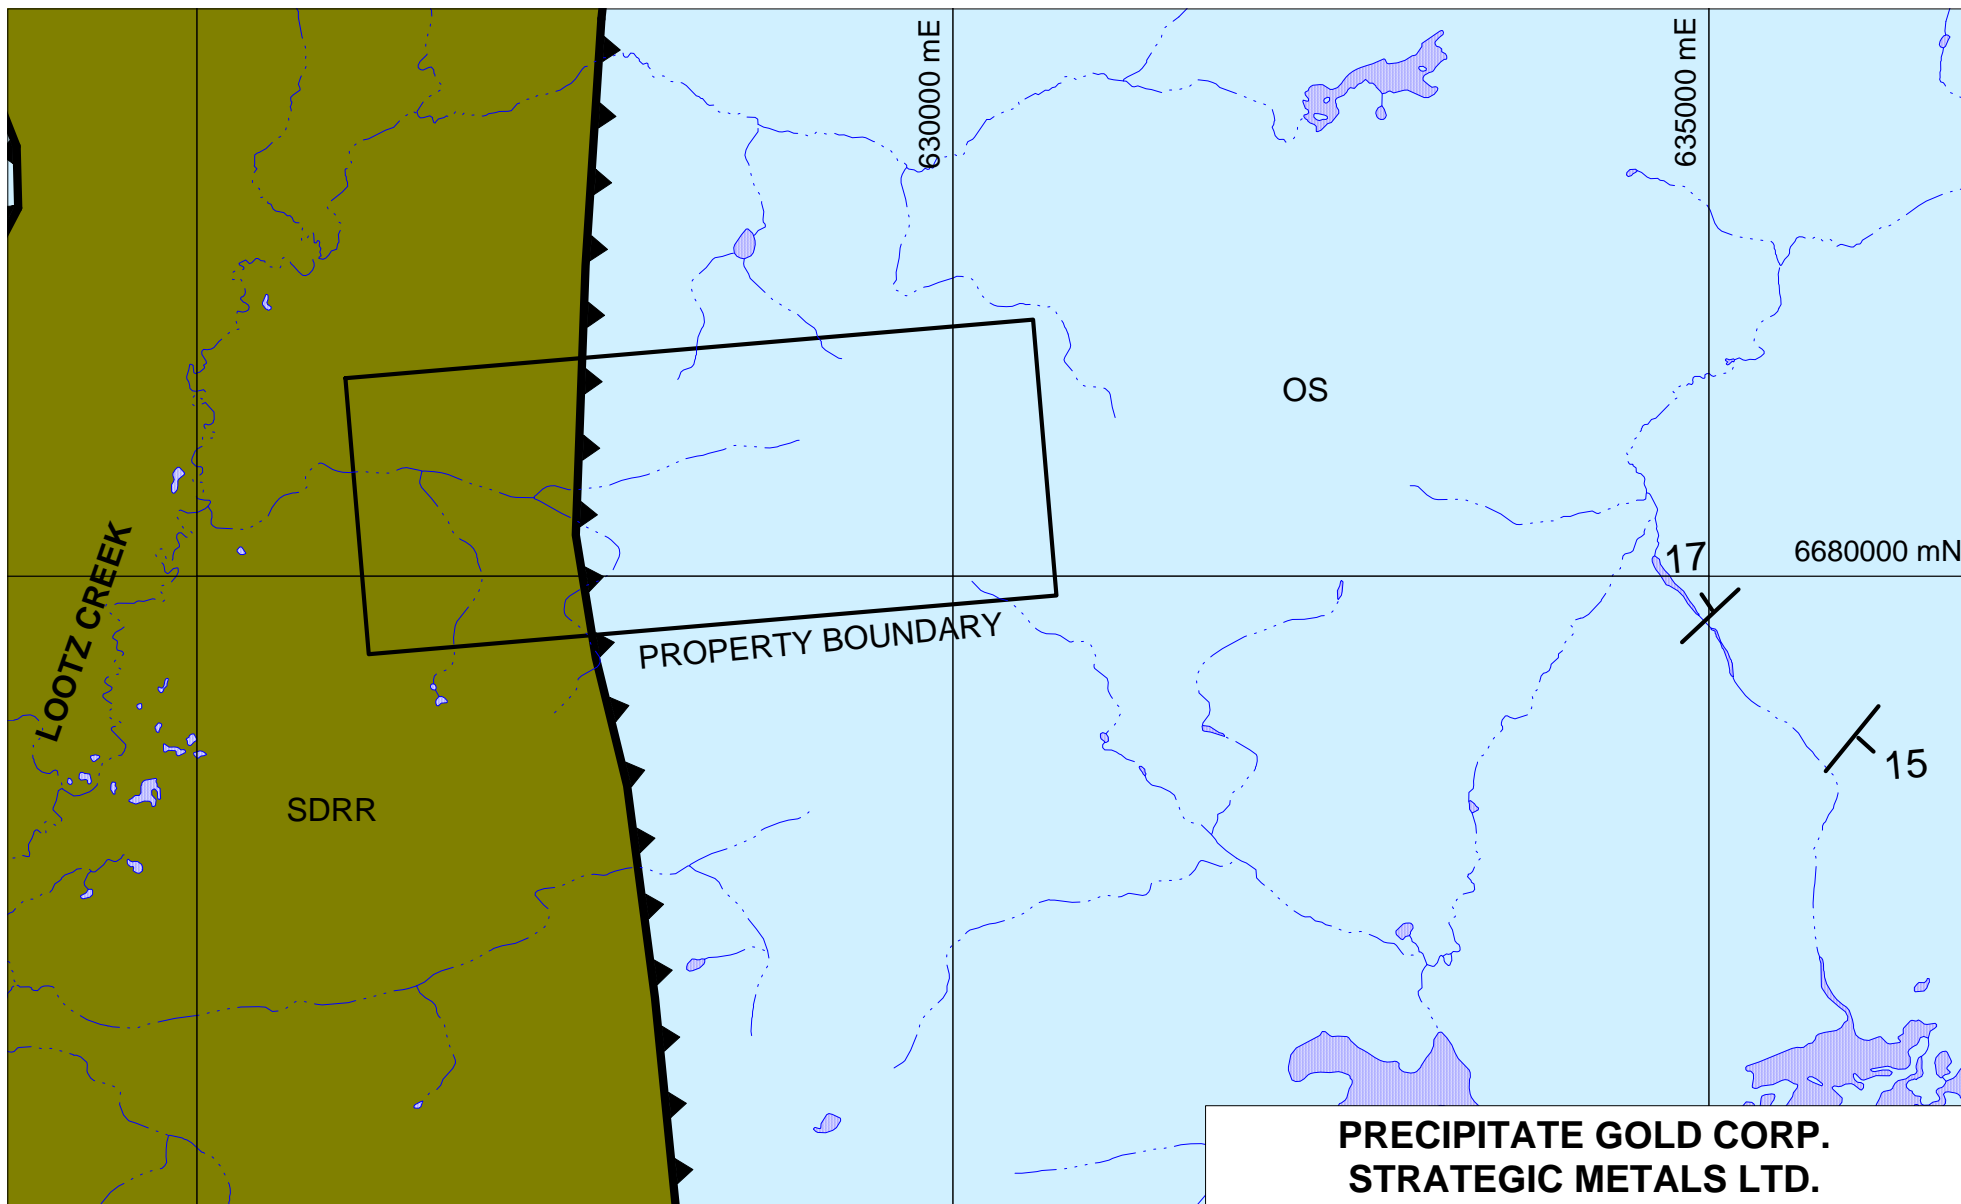 630000 mE
635000 mE
OS
17
6680000 mN
LOOTZ CREEK
PROPERTY BOUNDARY
15
SDRR
PRECIPITATE GOLD CORP.
STRATEGIC METALS LTD.